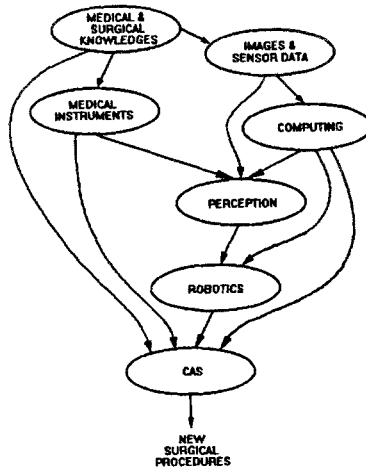 MEDICAL &
SURGICAL
KNOWLEDGES
IMAGES &
SENSOR DATA
MEDICAL
INSTRUMENTS
COMPUTING
PERCEPTION
ROBOTICS
CAS
NEW
SURGICAL
PROCEDURES